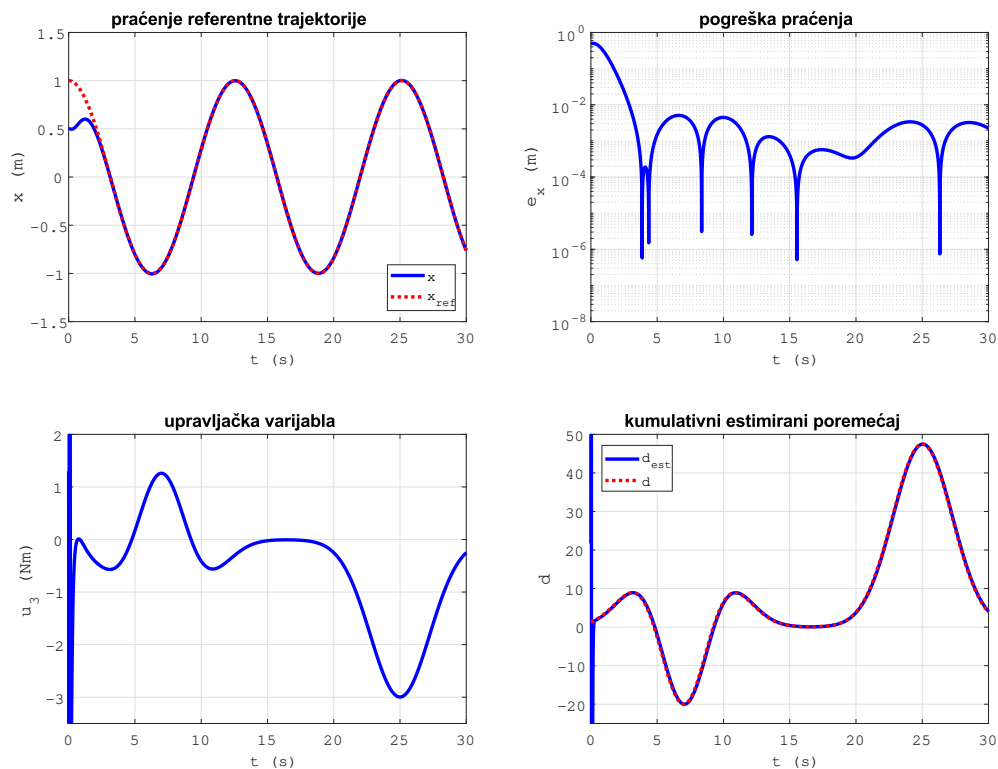 praćenje referentne trajektorije
1.5
1
0.5
0
-0.5
-1
-1.5
x (m)
0 5 10 15 20 25 30
t (s)
x
x_ref
pogreška praćenja
10^0
10^-2
10^-4
10^-6
10^-8
e_x (m)
0 5 10 15 20 25 30
t (s)
upravljačka varijabla
2
1
0
-1
-2
-3
u_3 (Nm)
0 5 10 15 20 25 30
t (s)
kumulativni estimirani poremećaj
50
40
30
20
10
0
-10
-20
d
0 5 10 15 20 25 30
t (s)
d_est
d